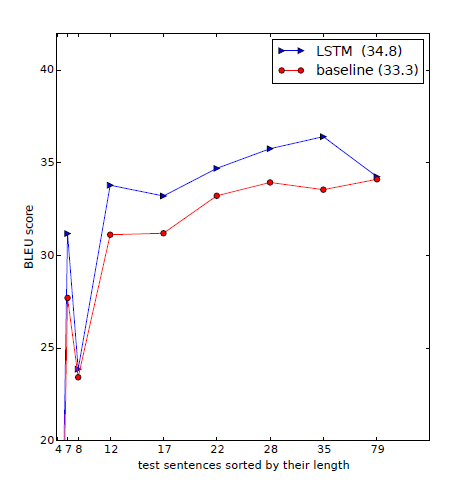 LSTM (34.8)
baseline (33.3)
40
35
30
25
20
BLEU score
4 7 8 12 17 22 28 35 79
test sentences sorted by their length